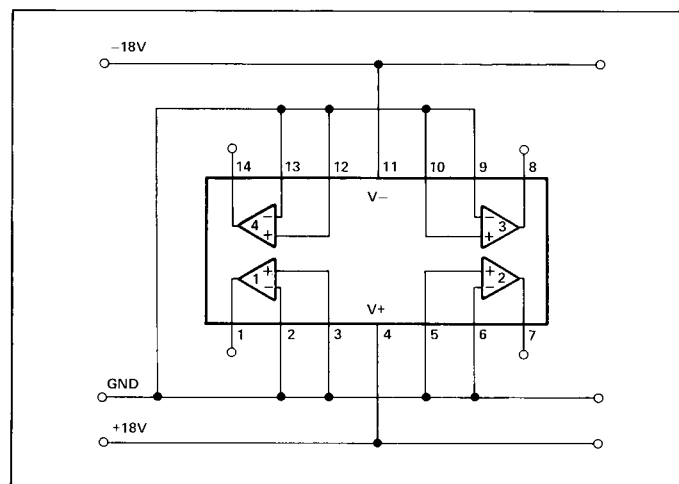 −18V
14 13 12 11 10 9 8
V−
4 − + − + 3
1 + − + − 2
V+
1 2 3 4 5 6 7
GND
+18V